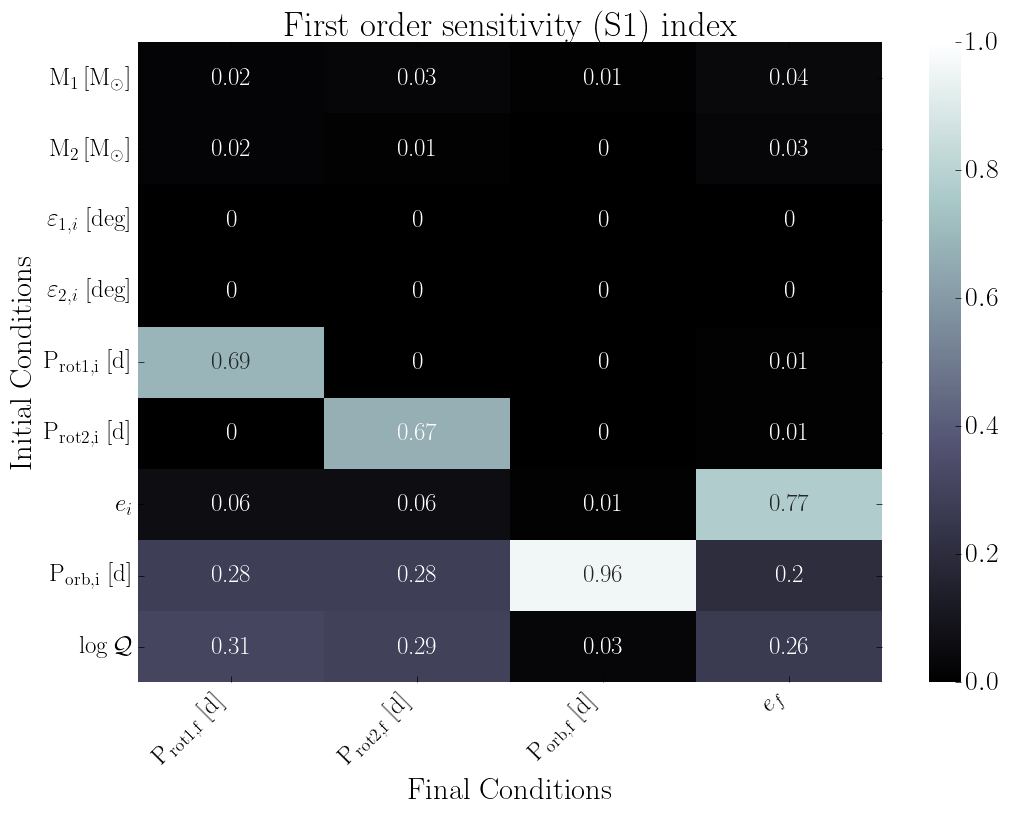 First order sensitivity (S1) index
M₁ [M⊙] 0.02 0.03 0.01 0.04
M₂ [M⊙] 0.02 0.01 0 0.03
ε₁,ᵢ [deg] 0 0 0 0
ε₂,ᵢ [deg] 0 0 0 0
P_rot1,i [d] 0.69 0 0 0.01
P_rot2,i [d] 0 0.67 0 0.01
eᵢ 0.06 0.06 0.01 0.77
P_orb,i [d] 0.28 0.28 0.96 0.2
log 𝒬 0.31 0.29 0.03 0.26
Initial Conditions
P_rot1,f [d] P_rot2,f [d] P_orb,f [d] e_f
Final Conditions
1.0
0.8
0.6
0.4
0.2
0.0